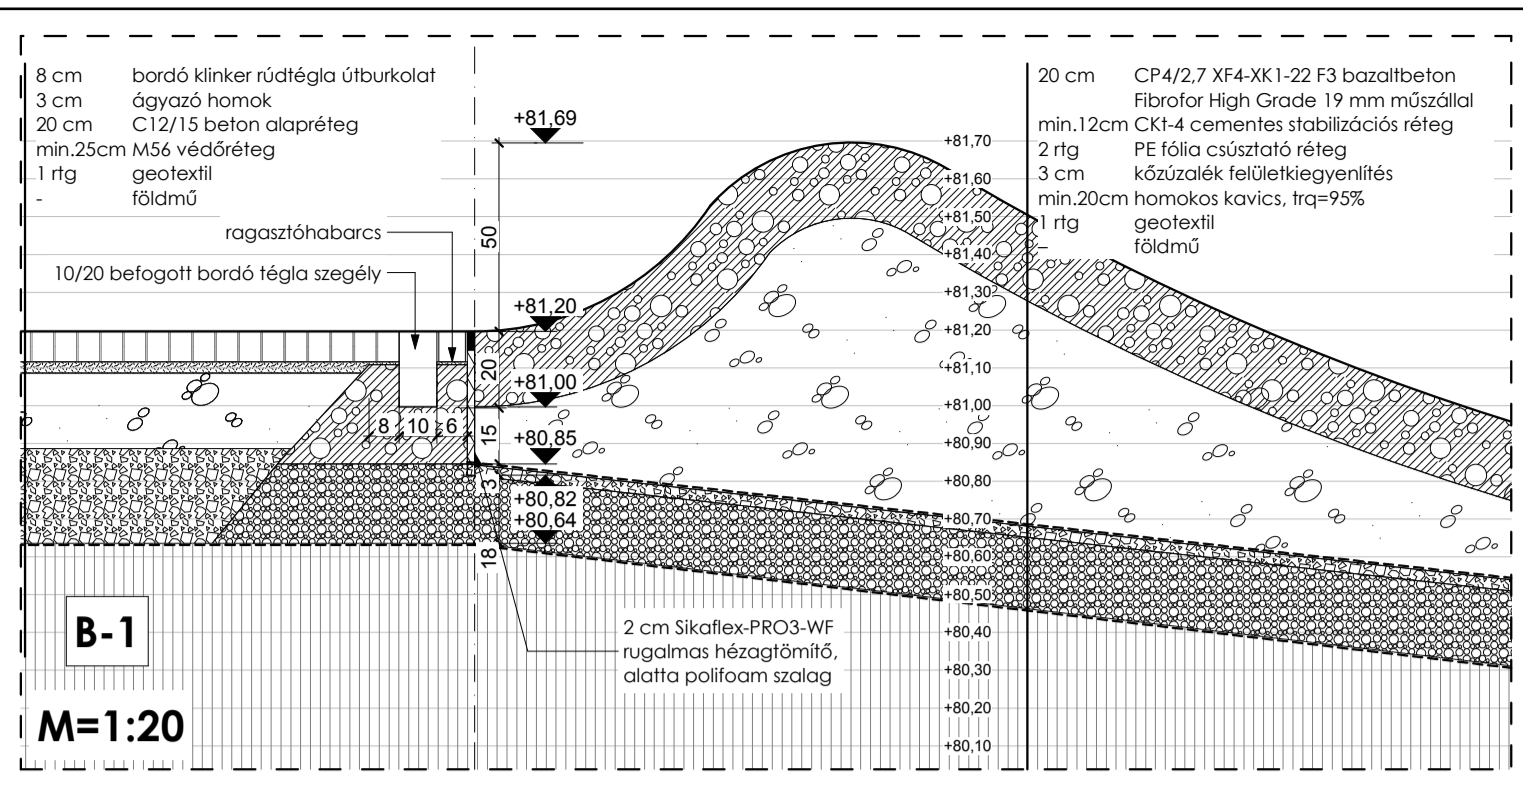 8 cm bordó klinker rúdtégla útburkolat
3 cm ágyazó homok
20 cm C12/15 beton alapréteg
min.25cm M56 védőréteg
1 rtg geotextil
- földmű
ragasztóhabarcs
10/20 befogott bordó tégla szegély
+81,69
50
+81,20
20
+81,00
15
+80,85
3
+80,82
+80,64
18
8 10 6
20 cm CP4/2,7 XF4-XK1-22 F3 bazaltbeton
Fibrofor High Grade 19 mm műszállal
min.12cm CKt-4 cementes stabilizációs réteg
2 rtg PE fólia csúsztató réteg
3 cm kőzúzalék felületkiegyenlítés
min.20cm homokos kavics, trq=95%
1 rtg geotextil
- földmű
+81,70
+81,60
+81,50
+81,40
+81,30
+81,20
+81,10
+81,00
+80,90
+80,80
+80,70
+80,60
+80,50
+80,40
+80,30
+80,20
+80,10
2 cm Sikaflex-PRO3-WF
rugalmas hézagtömítő,
alatta polifoam szalag
B-1
M=1:20